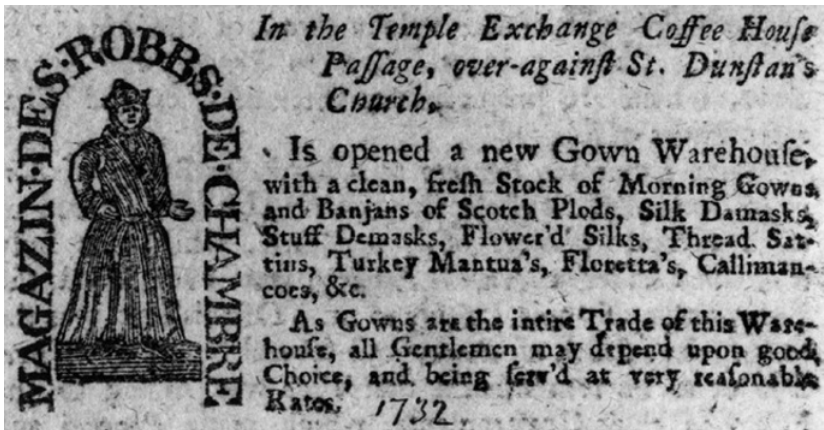 MAGAZIN·DES·ROBBS·DE·CHAMBRE
In the Temple Exchange Coffee Houſe
Paſſage, over-againſt St. Dunſtan's
Church.
Is opened a new Gown Warehouſe,
with a clean, freſh Stock of Morning Gowns,
and Banjans of Scotch Plods, Silk Damasks,
Stuff Demasks, Flower'd Silks, Thread Sat-
tins, Turkey Mantua's, Floretta's, Calliman-
coes, &c.
As Gowns are the intire Trade of this Ware-
houſe, all Gentlemen may depend upon good
Choice, and being ſerv'd at very reaſonable
Rates.
1732